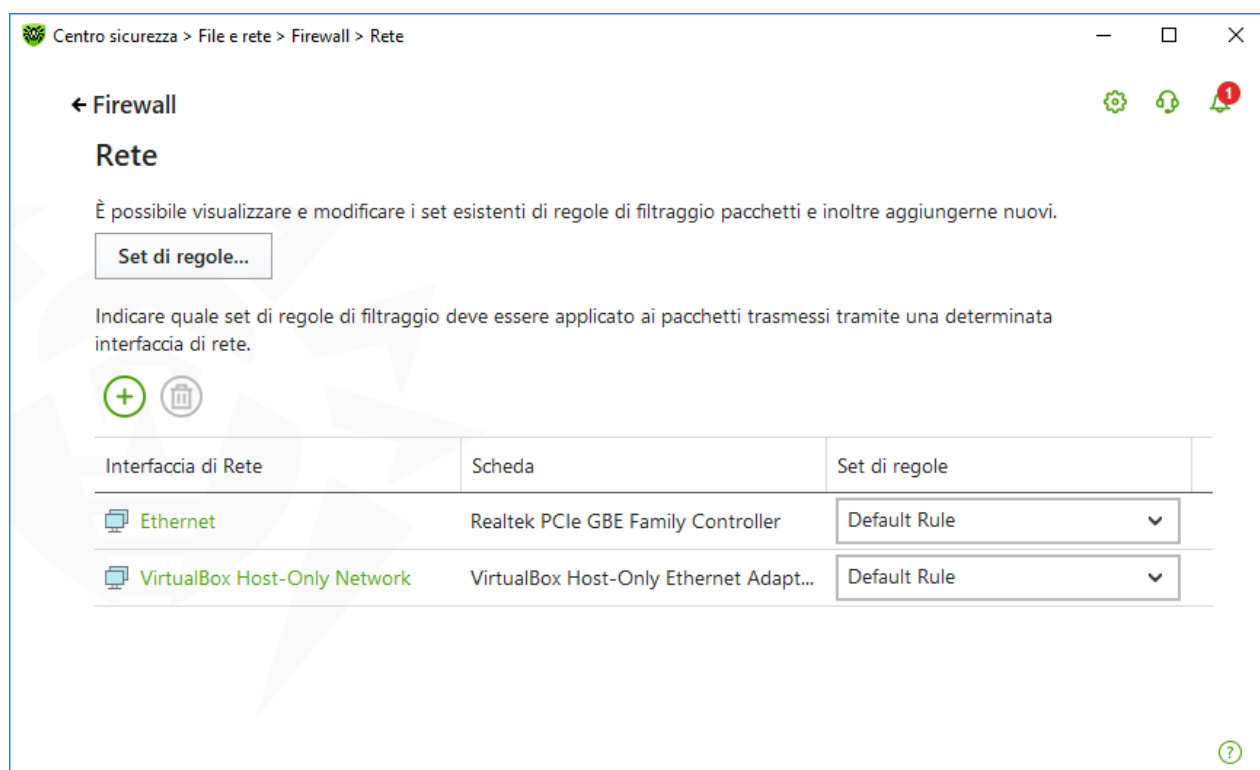 Centro sicurezza > File e rete > Firewall > Rete
Firewall
1
Rete
È possibile visualizzare e modificare i set esistenti di regole di filtraggio pacchetti e inoltre aggiungerne nuovi.
Set di regole...
Indicare quale set di regole di filtraggio deve essere applicato ai pacchetti trasmessi tramite una determinata
interfaccia di rete.
Interfaccia di Rete Scheda Set di regole
Ethernet Realtek PCIe GBE Family Controller Default Rule
VirtualBox Host-Only Network VirtualBox Host-Only Ethernet Adapt... Default Rule
?